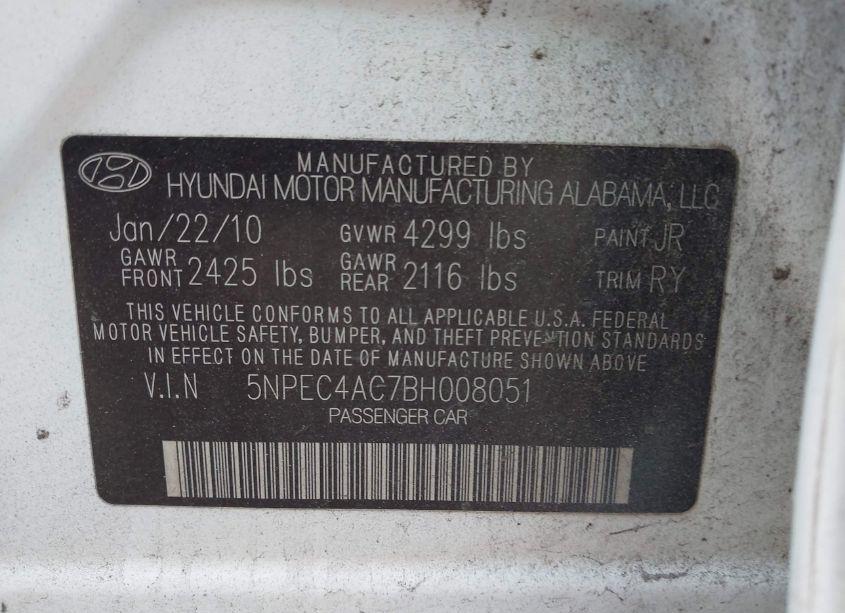 MANUFACTURED BY
HYUNDAI MOTOR MANUFACTURING ALABAMA, LLC
Jan/22/10 GVWR 4299 lbs PAINT JR
GAWR FRONT 2425 lbs GAWR REAR 2116 lbs TRIM RY
THIS VEHICLE CONFORMS TO ALL APPLICABLE U.S.A. FEDERAL
MOTOR VEHICLE SAFETY, BUMPER, AND THEFT PREVENTION STANDARDS
IN EFFECT ON THE DATE OF MANUFACTURE SHOWN ABOVE
V.I.N 5NPEC4AC7BH008051
PASSENGER CAR